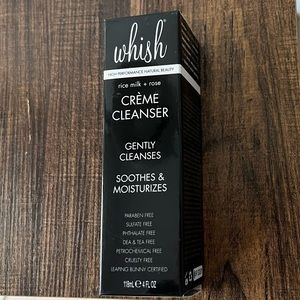 whish
HIGH PERFORMANCE NATURAL BEAUTY
rice milk + rose
CRÈME
CLEANSER
GENTLY
CLEANSES
SOOTHES &
MOISTURIZES
PARABEN FREE
SULFATE FREE
PHTHALATE FREE
DEA & TEA FREE
PETROCHEMICAL FREE
CRUELTY FREE
LEAPING BUNNY CERTIFIED
118mL ℮ 4 FL OZ